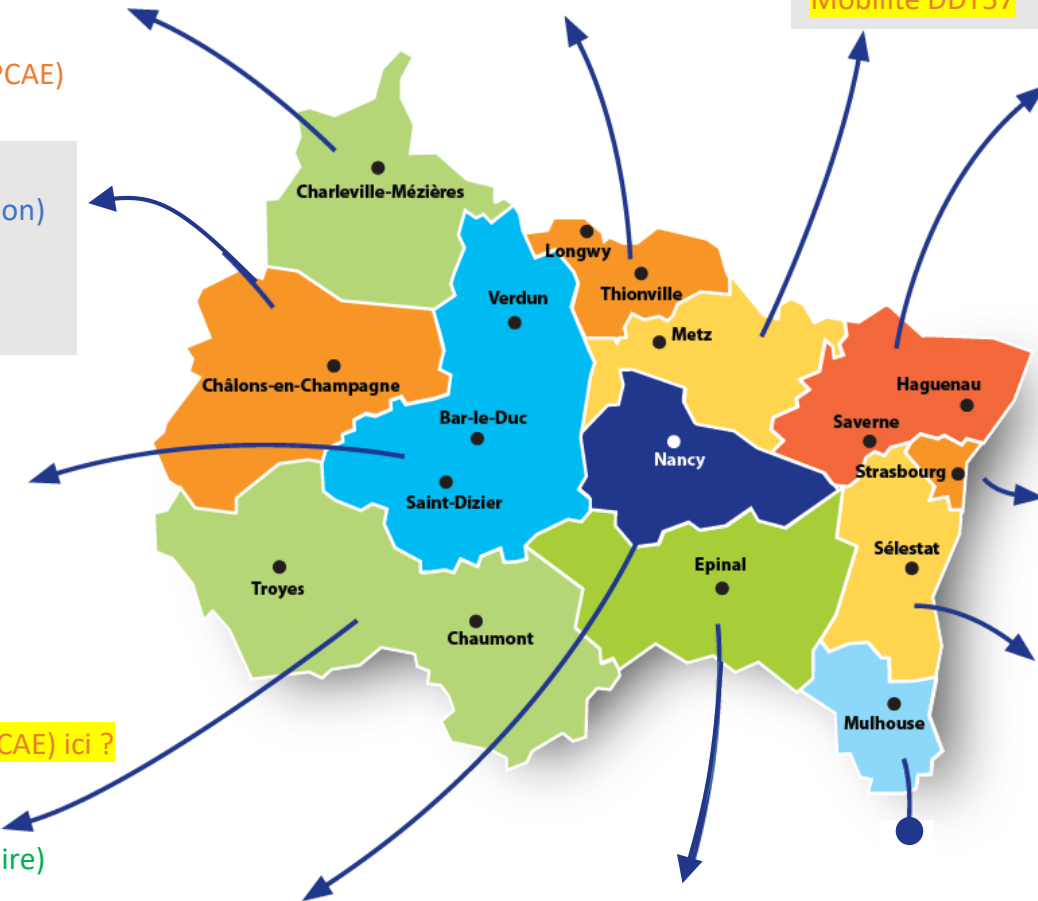 Mobilité DDT57
PCAE)
on)
Charleville-Mézières
Longwy
Thionville
Verdun
Metz
Châlons-en-Champagne
Haguenau
Bar-le-Duc
Saverne
Nancy
Strasbourg
Saint-Dizier
Sélestat
Epinal
Troyes
Chaumont
Mulhouse
CAE) ici ?
ire)